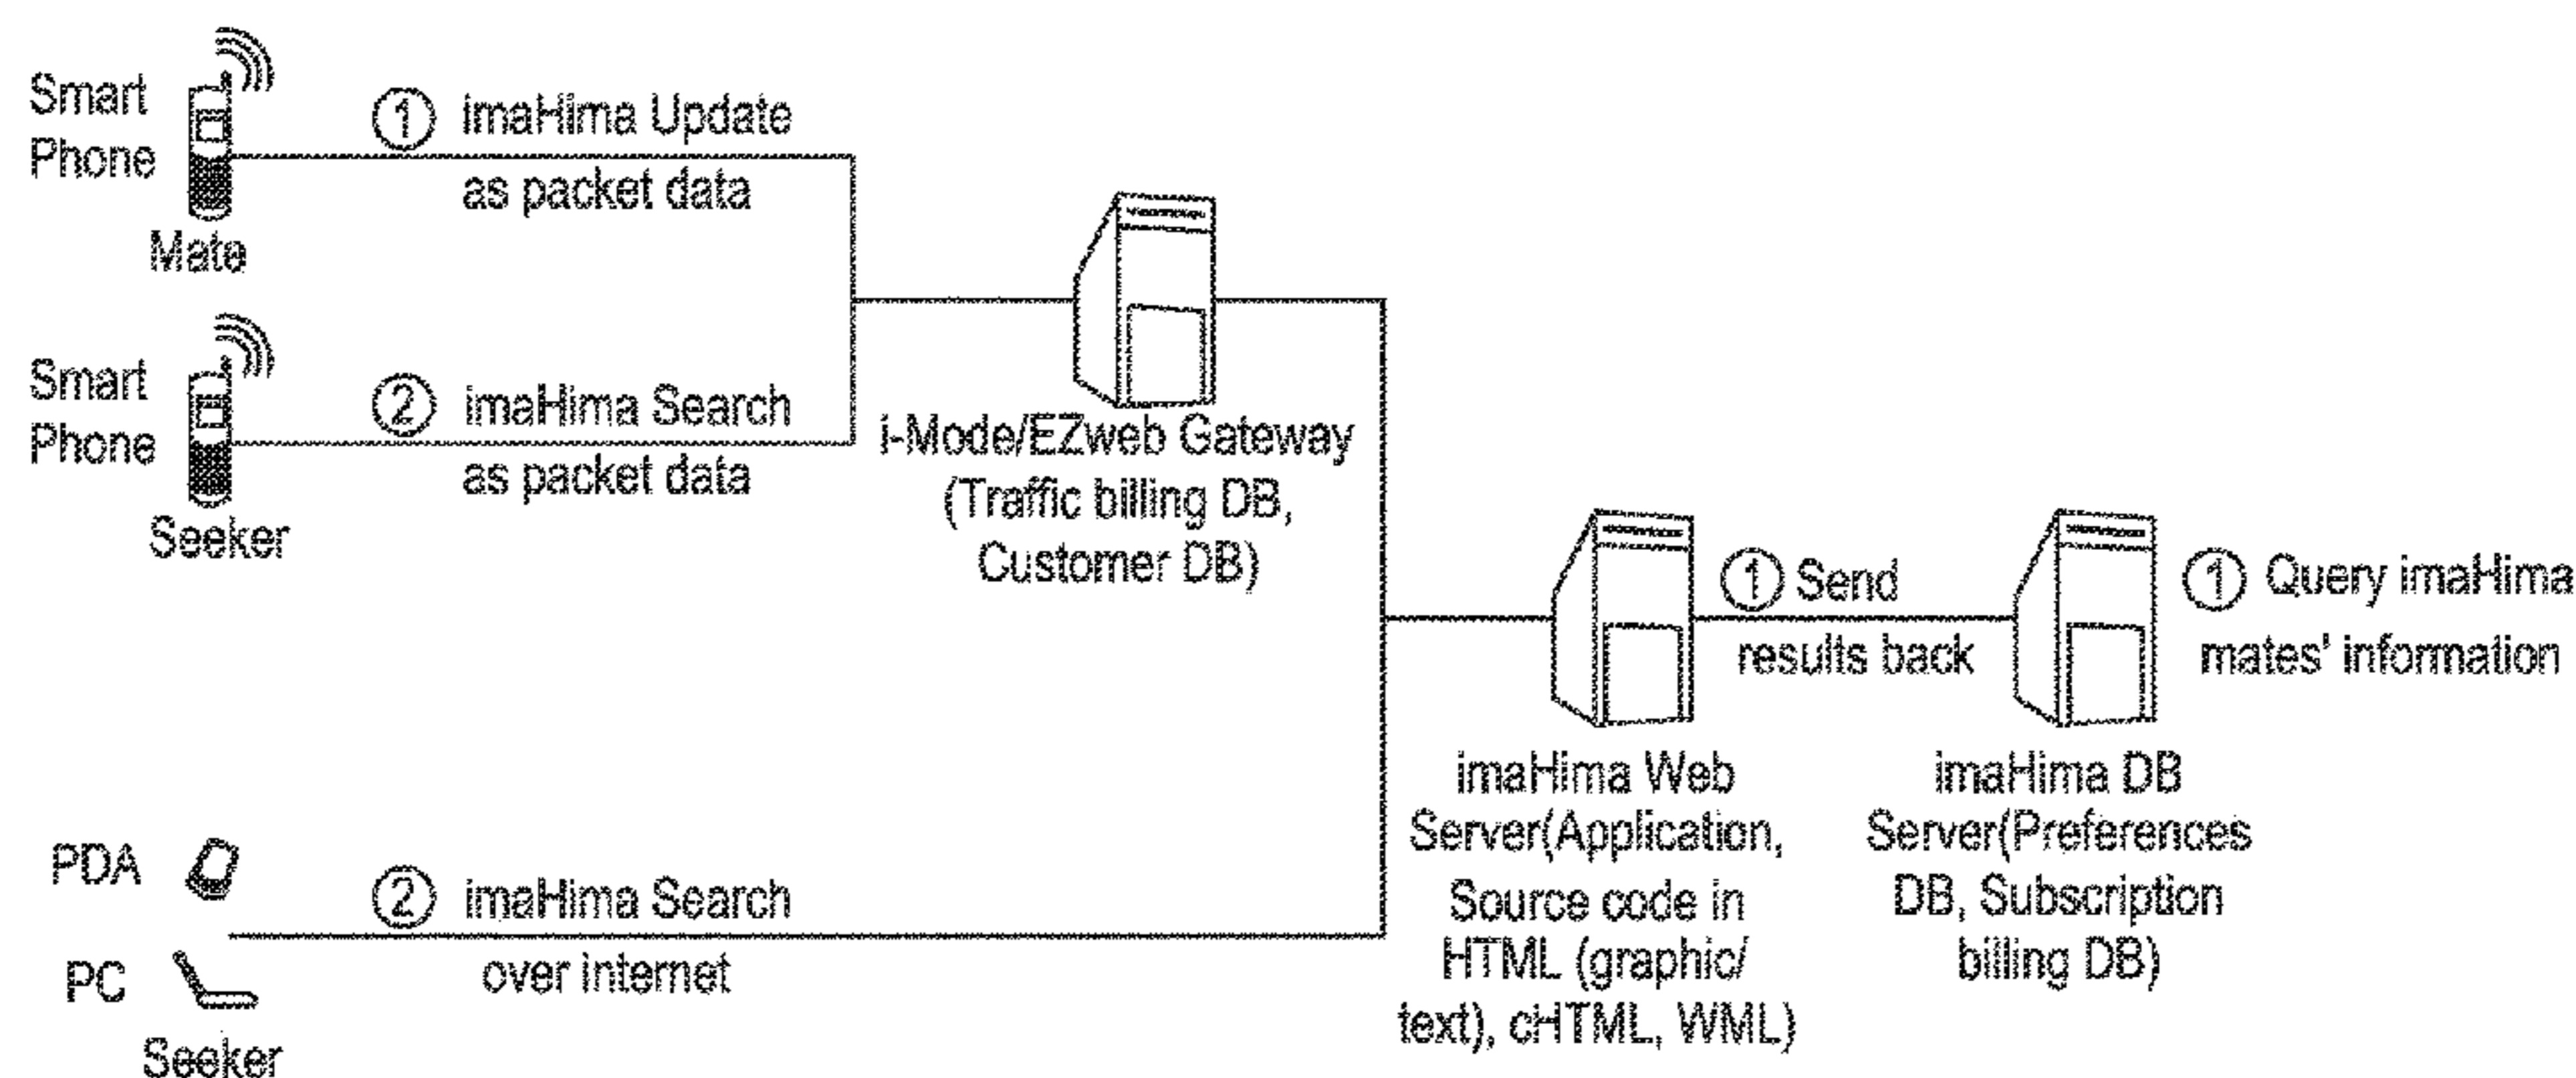 Smart
Phone
Mate
① imaHima Update
as packet data
Smart
Phone
Seeker
② imaHima Search
as packet data
i-Mode/EZweb Gateway
(Traffic billing DB,
Customer DB)
① Send
results back
① Query imaHima
mates' information
imaHima Web
Server(Application,
Source code in
HTML (graphic/
text), cHTML, WML)
imaHima DB
Server(Preferences
DB, Subscription
billing DB)
PDA
PC
Seeker
② imaHima Search
over internet